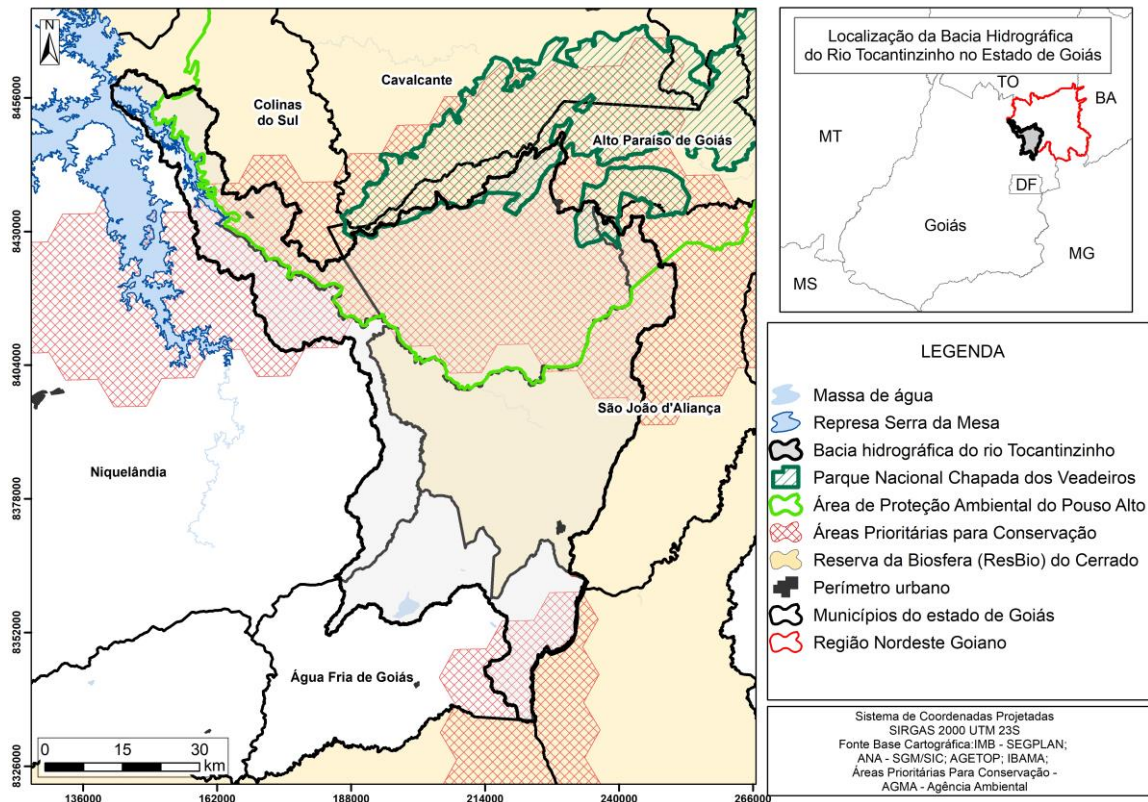 N
Cavalcante
Colinas
do Sul
Alto Paraíso de Goiás
São João d'Aliança
Niquelândia
Água Fria de Goiás
0 15 30
km
8456000
8430000
8404000
8378000
8352000
8326000
136000 162000 188000 214000 240000 266000
Localização da Bacia Hidrográfica
do Rio Tocantinzinho no Estado de Goiás
TO
BA
MT
DF
Goiás
MG
MS
LEGENDA
Massa de água
Represa Serra da Mesa
Bacia hidrográfica do rio Tocantinzinho
Parque Nacional Chapada dos Veadeiros
Área de Proteção Ambiental do Pouso Alto
Áreas Prioritárias para Conservação
Reserva da Biosfera (ResBio) do Cerrado
Perímetro urbano
Municípios do estado de Goiás
Região Nordeste Goiano
Sistema de Coordenadas Projetadas
SIRGAS 2000 UTM 23S
Fonte Base Cartográfica:IMB - SEGPLAN;
ANA - SGM/SIC; AGETOP; IBAMA;
Áreas Prioritárias Para Conservação -
AGMA - Agência Ambiental